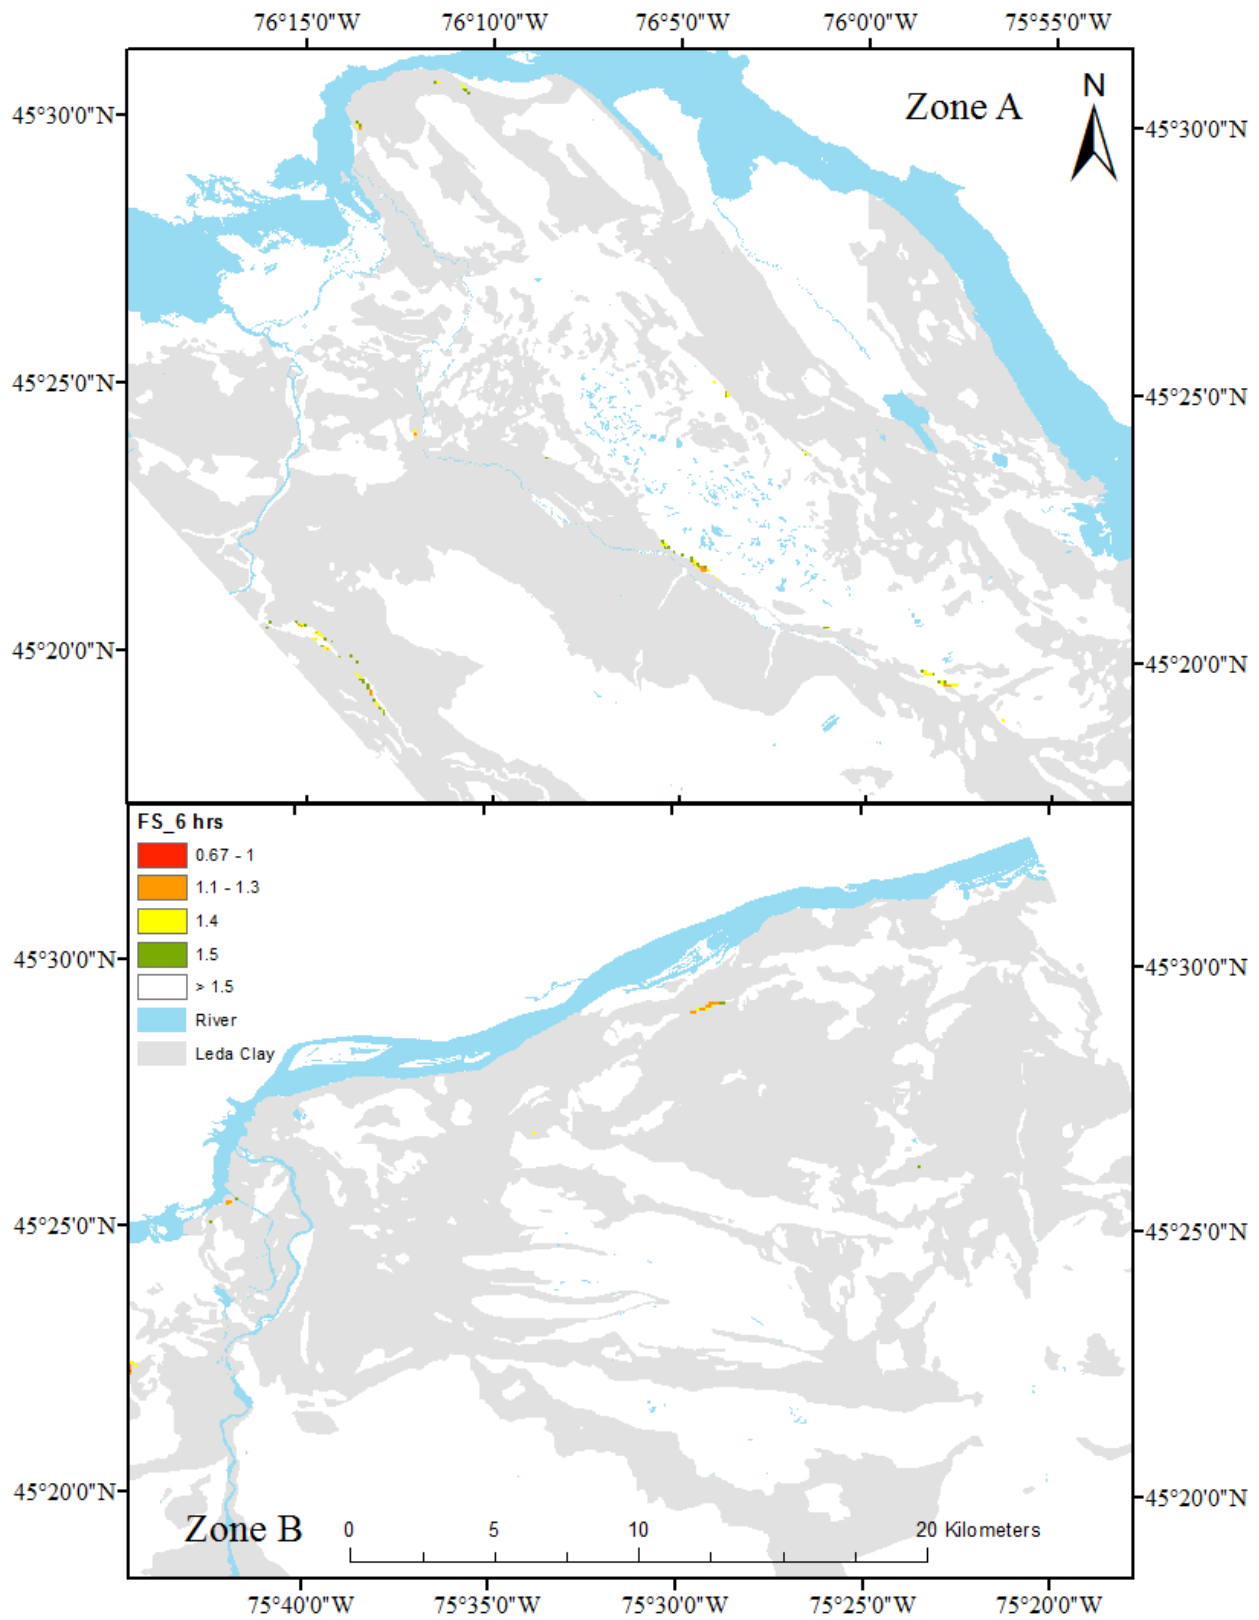 76°15'0"W 76°10'0"W 76°5'0"W 76°0'0"W 75°55'0"W
N
Zone A
45°30'0"N 45°30'0"N
45°25'0"N 45°25'0"N
45°20'0"N 45°20'0"N
FS_6 hrs
0.67 - 1
1.1 - 1.3
1.4
1.5
> 1.5
River
Leda Clay
45°30'0"N 45°30'0"N
45°25'0"N 45°25'0"N
45°20'0"N 45°20'0"N
Zone B
0 5 10 20 Kilometers
75°40'0"W 75°35'0"W 75°30'0"W 75°25'0"W 75°20'0"W